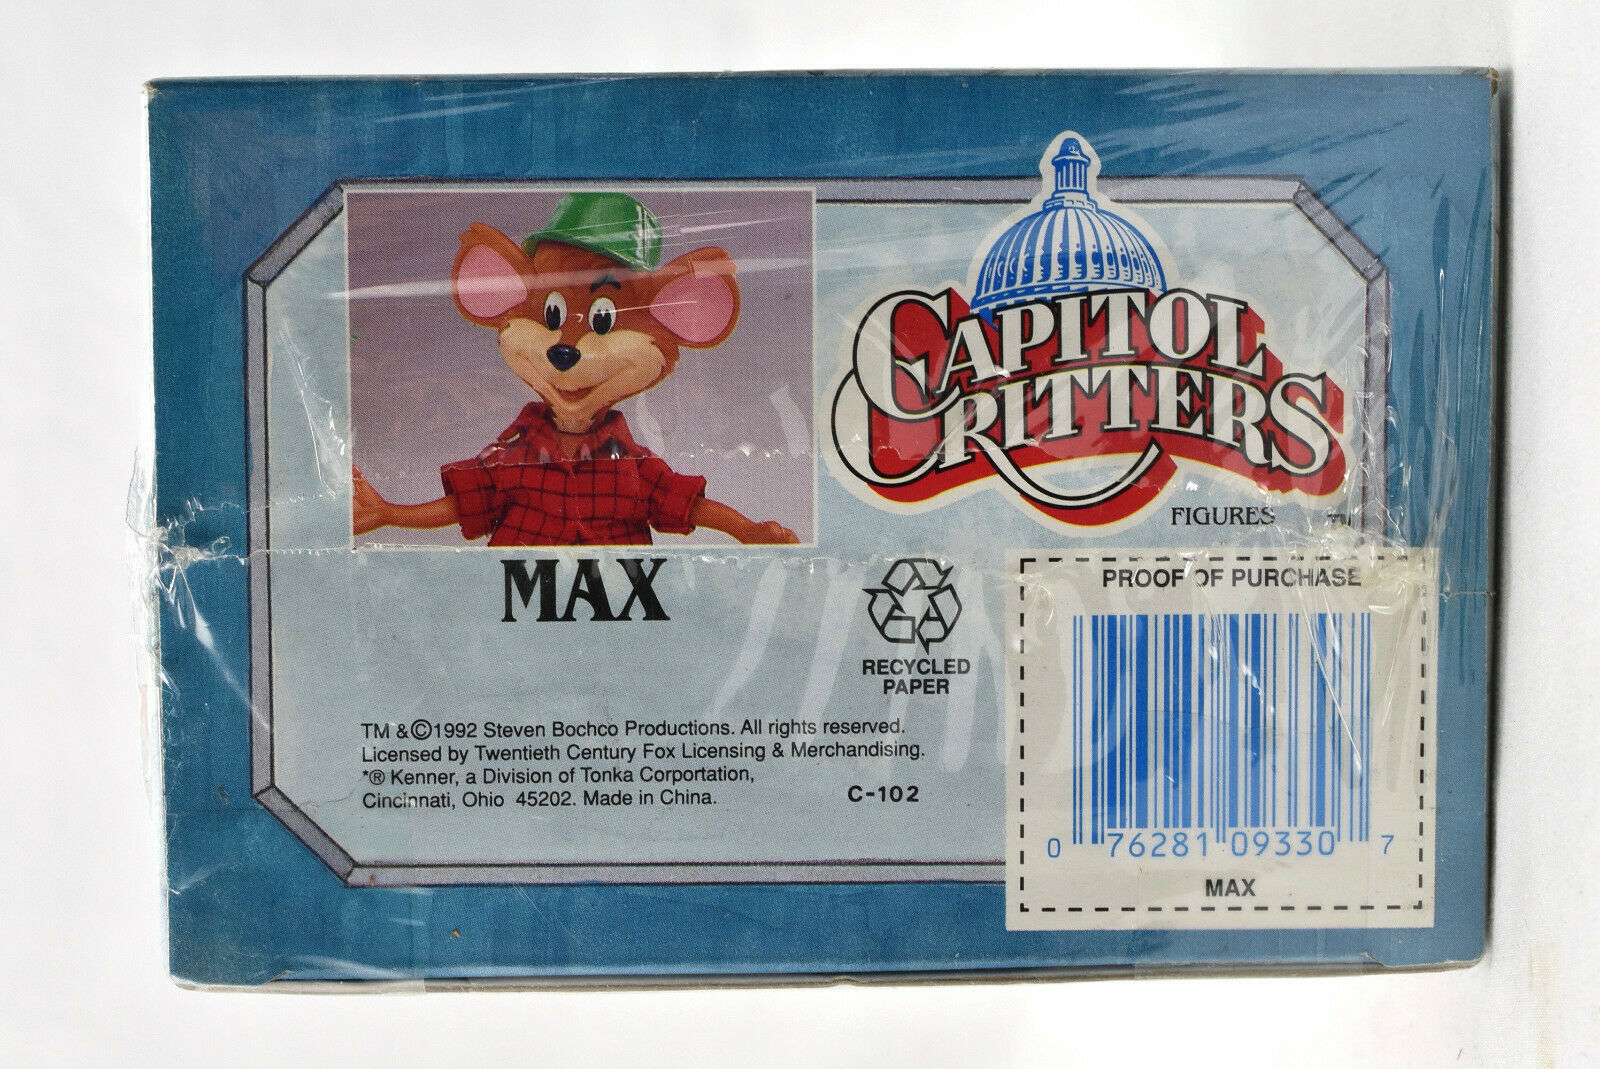 CAPITOL
CRITTERS
FIGURES TM
MAX
RECYCLED
PAPER
TM & ©1992 Steven Bochco Productions. All rights reserved.
Licensed by Twentieth Century Fox Licensing & Merchandising.
*® Kenner, a Division of Tonka Corportation,
Cincinnati, Ohio 45202. Made in China.
C-102
PROOF OF PURCHASE
0 76281 09330 7
MAX